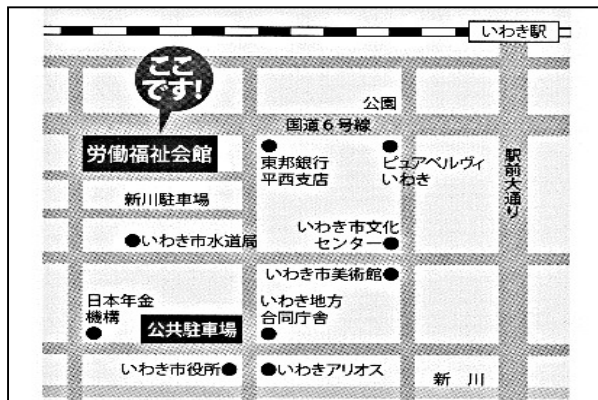 いわき駅
ここ
です!
公園
国道6号線
労働福祉会館
東邦銀行
平西支店
ピュアベルヴィ
いわき
駅前大通り
新川駐車場
いわき市文化
センター
いわき市水道局
いわき市美術館
日本年金
機構
公共駐車場
いわき地方
合同庁舎
いわき市役所
いわきアリオス
新 川